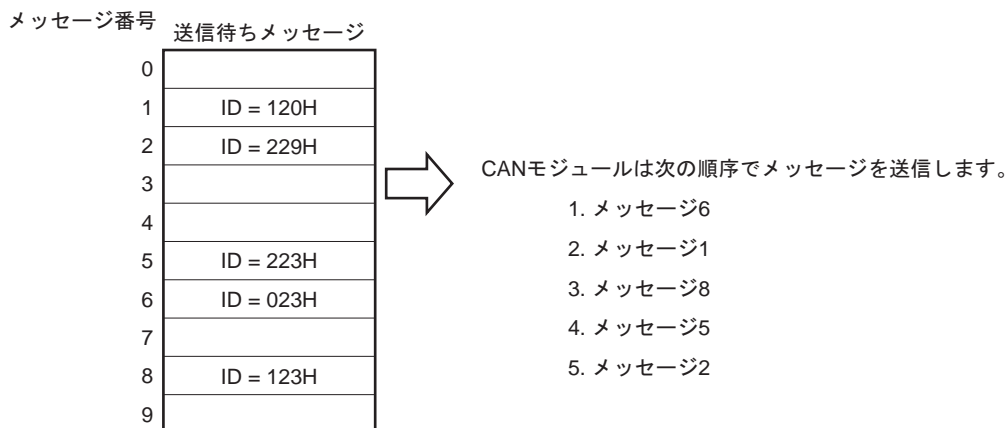 メッセージ番号
送信待ちメッセージ
0
1 ID = 120H
2 ID = 229H
3
4
5 ID = 223H
6 ID = 023H
7
8 ID = 123H
9
CANモジュールは次の順序でメッセージを送信します。
1. メッセージ6
2. メッセージ1
3. メッセージ8
4. メッセージ5
5. メッセージ2